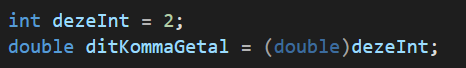 int dezeInt = 2;
double ditKommaGetal = (double)dezeInt;